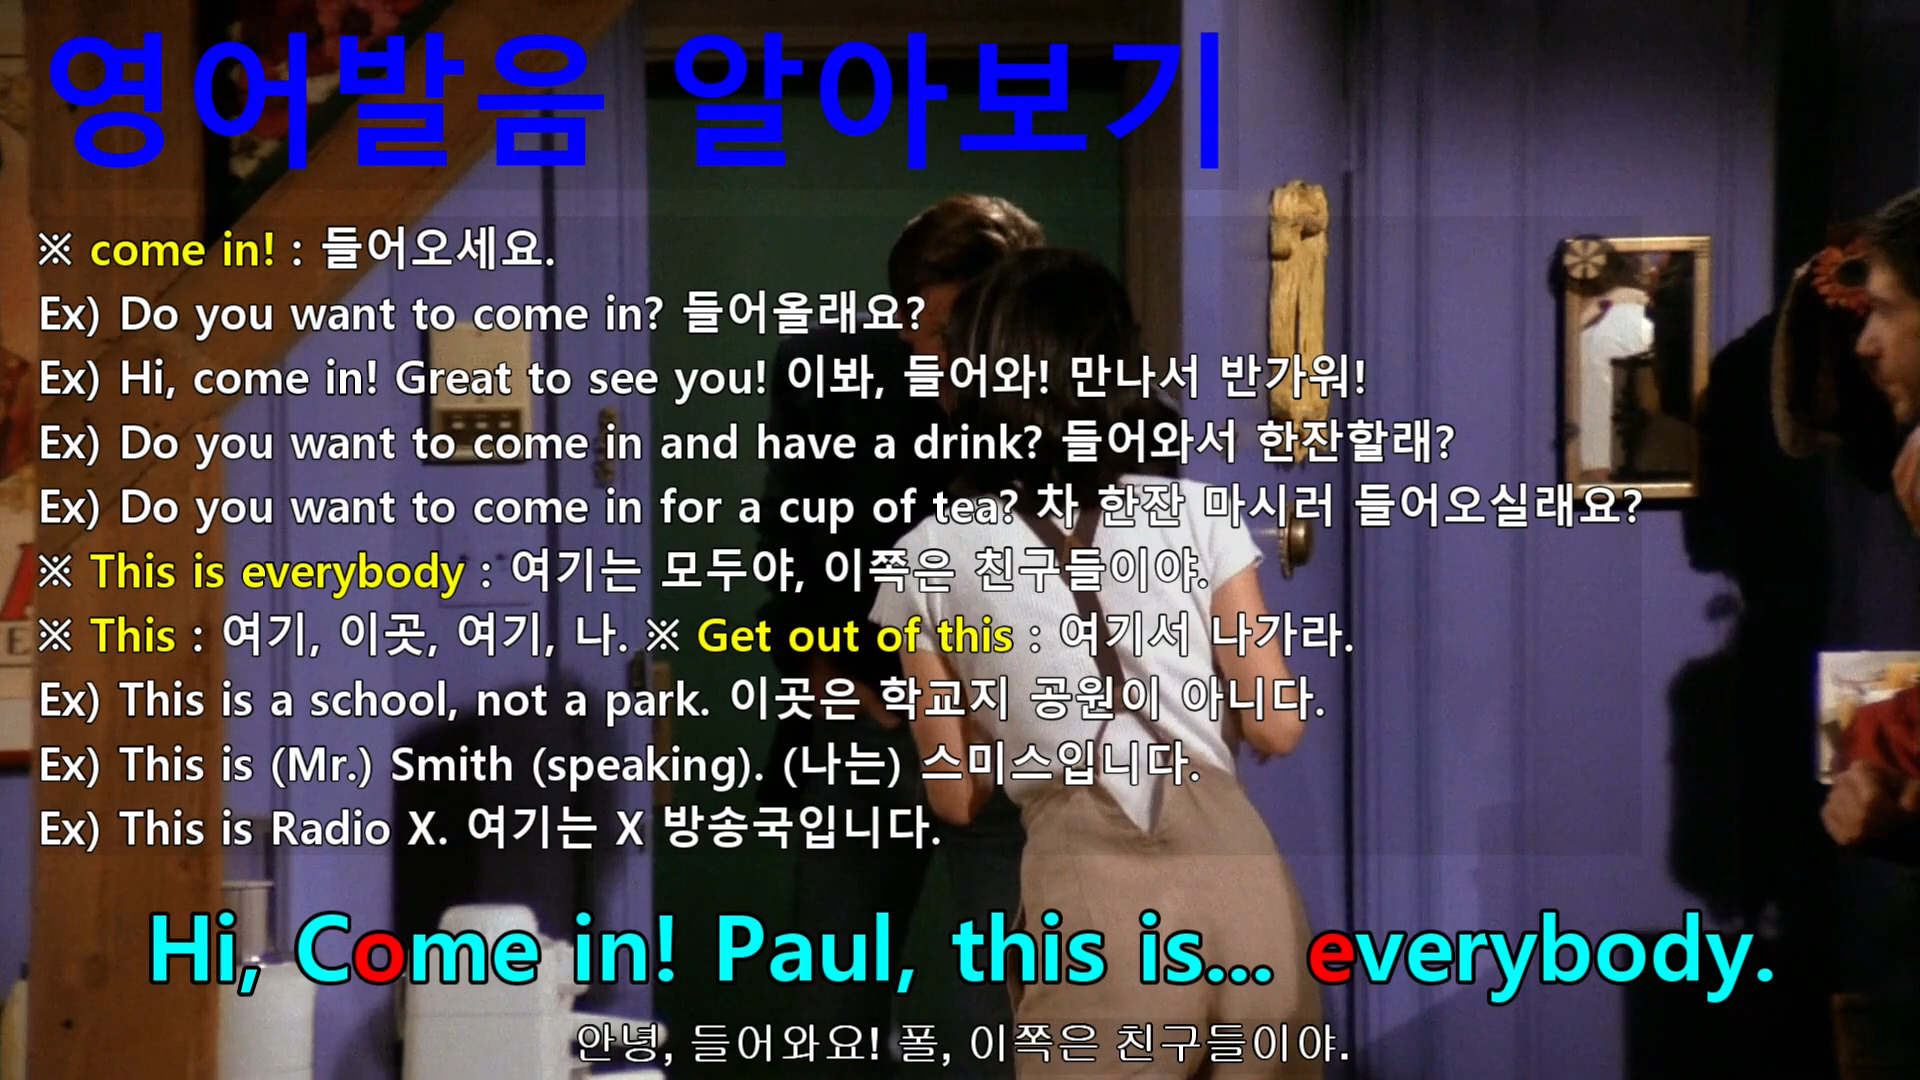 영어발음 알아보기
※ come in! : 들어오세요.
Ex) Do you want to come in? 들어올래요?
Ex) Hi, come in! Great to see you! 이봐, 들어와! 만나서 반가워!
Ex) Do you want to come in and have a drink? 들어와서 한잔할래?
Ex) Do you want to come in for a cup of tea? 차 한잔 마시러 들어오실래요?
※ This is everybody : 여기는 모두야, 이쪽은 친구들이야.
※ This : 여기, 이곳, 여기, 나. ※ Get out of this : 여기서 나가라.
Ex) This is a school, not a park. 이곳은 학교지 공원이 아니다.
Ex) This is (Mr.) Smith (speaking). (나는) 스미스입니다.
Ex) This is Radio X. 여기는 X 방송국입니다.
Hi, Come in! Paul, this is... everybody.
안녕, 들어와요! 폴, 이쪽은 친구들이야.